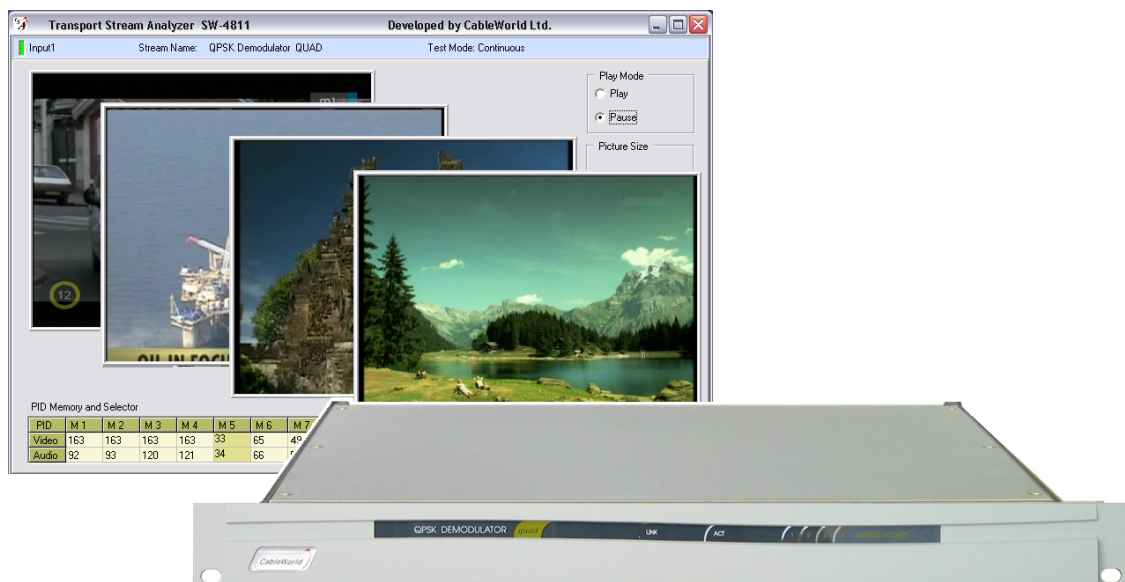 Transport Stream Analyzer SW-4811 Developed by CableWorld Ltd.
Input1 Stream Name: QPSK Demodulator QUAD Test Mode: Continuous
Play Mode
Play
Pause
Picture Size
12
PID Memory and Selector
PID M 1 M 2 M 3 M 4 M 5 M 6 M 7
Video 163 163 163 163 33 65 49
Audio 92 93 120 121 34 66
QPSK DEMODULATOR quad LINK ACT 1 2 3 4 DEMOD LOCKED
CableWorld